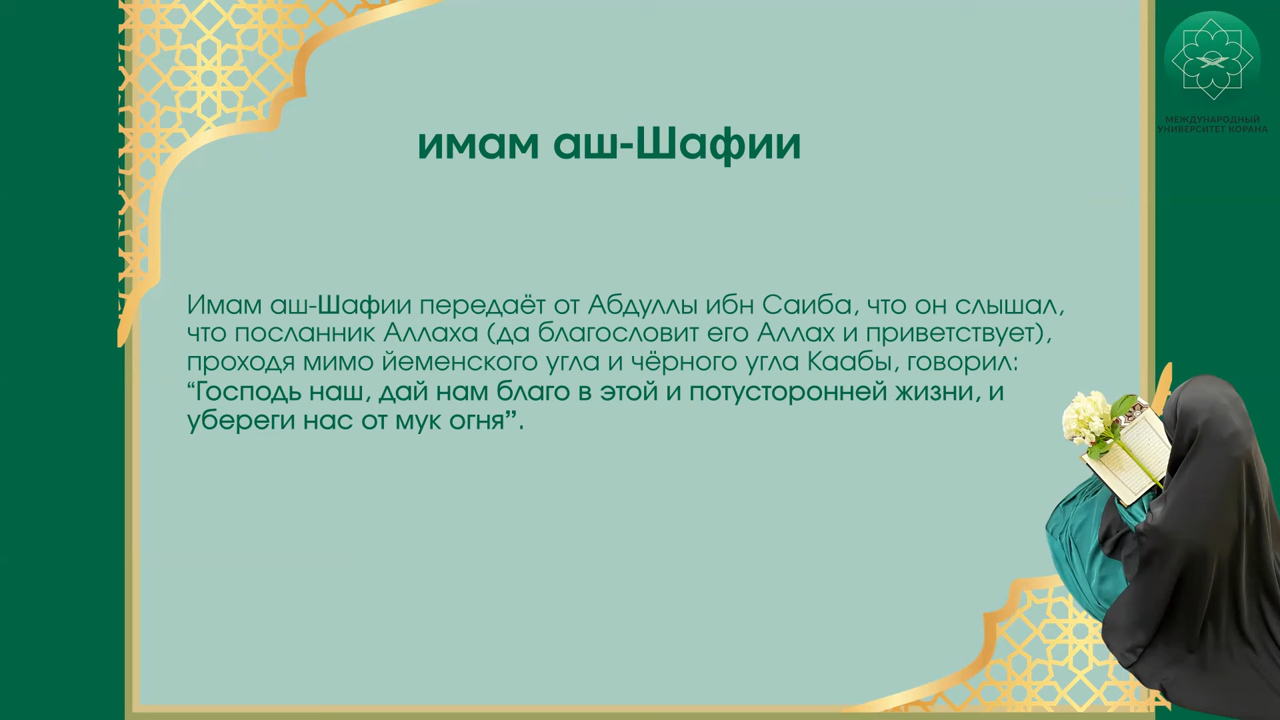 МЕЖДУНАРОДНЫЙ
УНИВЕРСИТЕТ КОРАНА
имам аш-Шафии
Имам аш-Шафии передаёт от Абдуллы ибн Саиба, что он слышал,
что посланник Аллаха (да благословит его Аллах и приветствует),
проходя мимо йеменского угла и чёрного угла Каабы, говорил:
“Господь наш, дай нам благо в этой и потусторонней жизни, и
убереги нас от мук огня”.